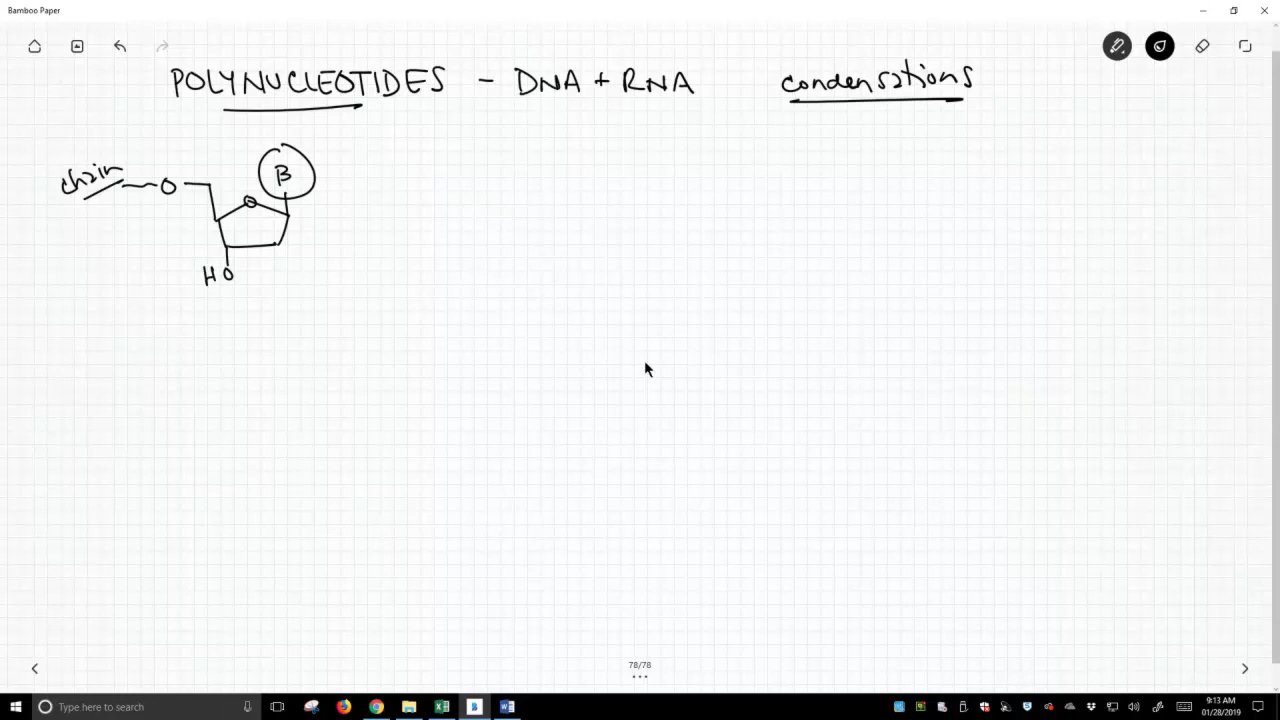 Bamboo Paper
POLYNUCLEOTIDES - DNA + RNA condensations
chain - O B
O
HO
78/78
Type here to search
9:13 AM
01/28/2019